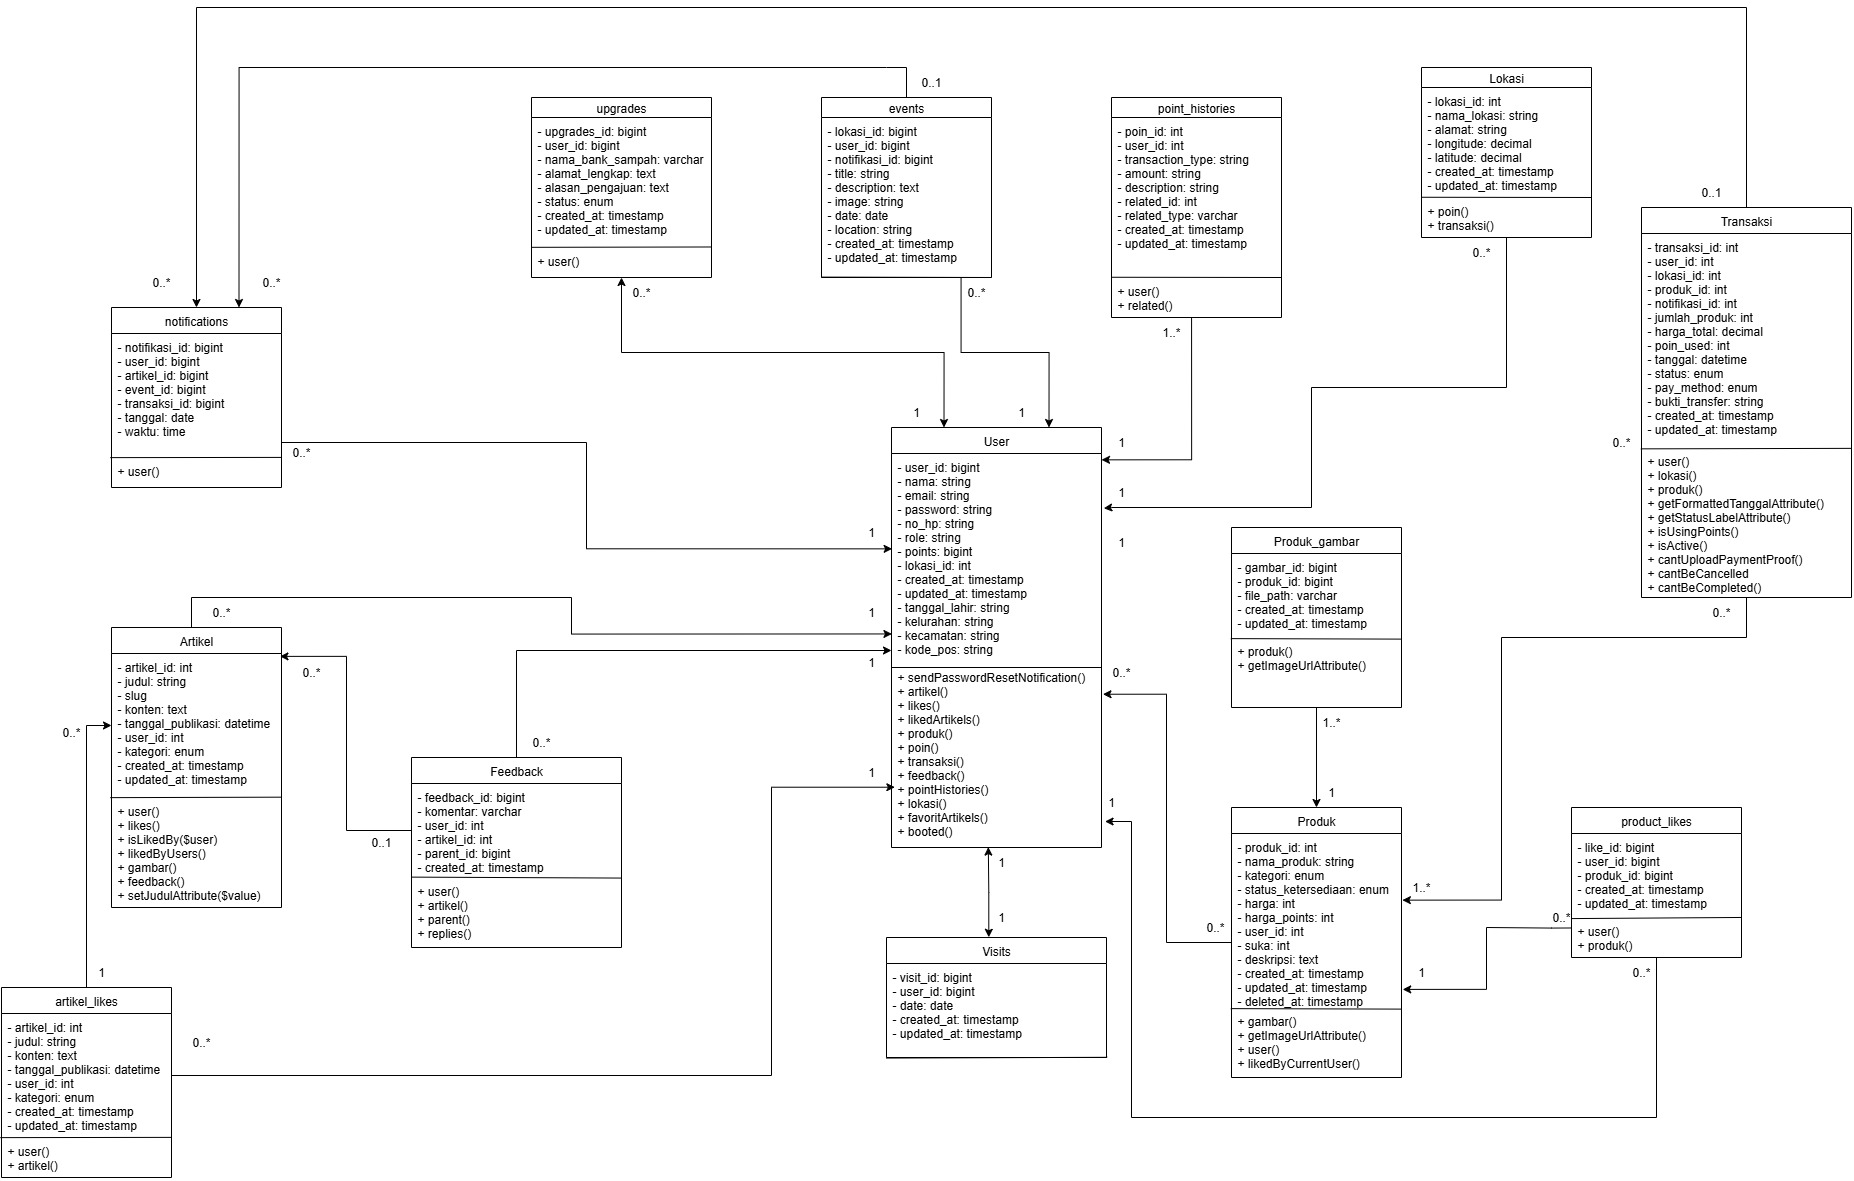 0..1
upgrades
- upgrades_id: bigint
- user_id: bigint
- nama_bank_sampah: varchar
- alamat_lengkap: text
- alasan_pengajuan: text
- status: enum
- created_at: timestamp
- updated_at: timestamp
+ user()
0..*
events
- lokasi_id: bigint
- user_id: bigint
- notifikasi_id: bigint
- title: string
- description: text
- image: string
- date: date
- location: string
- created_at: timestamp
- updated_at: timestamp
0..*
point_histories
- poin_id: int
- user_id: int
- transaction_type: string
- amount: string
- description: string
- related_id: int
- related_type: varchar
- created_at: timestamp
- updated_at: timestamp
+ user()
+ related()
1..*
Lokasi
- lokasi_id: int
- nama_lokasi: string
- alamat: string
- longitude: decimal
- latitude: decimal
- created_at: timestamp
- updated_at: timestamp
+ poin()
+ transaksi()
0..*
0..1
Transaksi
- transaksi_id: int
- user_id: int
- lokasi_id: int
- produk_id: int
- notifikasi_id: int
- jumlah_produk: int
- harga_total: decimal
- poin_used: int
- tanggal: datetime
- status: enum
- pay_method: enum
- bukti_transfer: string
- created_at: timestamp
- updated_at: timestamp
0..*
+ user()
+ lokasi()
+ produk()
+ getFormattedTanggalAttribute()
+ getStatusLabelAttribute()
+ isUsingPoints()
+ isActive()
+ cantUploadPaymentProof()
+ cantBeCancelled
+ cantBeCompleted()
0..*
0..*
0..*
notifications
- notifikasi_id: bigint
- user_id: bigint
- artikel_id: bigint
- event_id: bigint
- transaksi_id: bigint
- tanggal: date
- waktu: time
+ user()
0..*
1
1
1
1
1
1
1
1
1
User
- user_id: bigint
- nama: string
- email: string
- password: string
- no_hp: string
- role: string
- points: bigint
- lokasi_id: int
- created_at: timestamp
- updated_at: timestamp
- tanggal_lahir: string
- kelurahan: string
- kecamatan: string
- kode_pos: string
+ sendPasswordResetNotification()
+ artikel()
+ likes()
+ likedArtikels()
+ produk()
+ poin()
+ transaksi()
+ feedback()
+ pointHistories()
+ lokasi()
+ favoritArtikels()
+ booted()
0..*
1
1
1
Produk_gambar
- gambar_id: bigint
- produk_id: bigint
- file_path: varchar
- created_at: timestamp
- updated_at: timestamp
+ produk()
+ getImageUrlAttribute()
1..*
1
0..*
Artikel
- artikel_id: int
- judul: string
- slug
- konten: text
- tanggal_publikasi: datetime
- user_id: int
- kategori: enum
- created_at: timestamp
- updated_at: timestamp
+ user()
+ likes()
+ isLikedBy($user)
+ likedByUsers()
+ gambar()
+ feedback()
+ setJudulAttribute($value)
0..*
0..*
0..*
0..1
Feedback
- feedback_id: bigint
- komentar: varchar
- user_id: int
- artikel_id: int
- parent_id: bigint
- created_at: timestamp
+ user()
+ artikel()
+ parent()
+ replies()
Produk
- produk_id: int
- nama_produk: string
- kategori: enum
- status_ketersediaan: enum
- harga: int
- harga_points: int
- user_id: int
- suka: int
- deskripsi: text
- created_at: timestamp
- updated_at: timestamp
- deleted_at: timestamp
+ gambar()
+ getImageUrlAttribute()
+ user()
+ likedByCurrentUser()
0..*
1..*
1
product_likes
- like_id: bigint
- user_id: bigint
- produk_id: bigint
- created_at: timestamp
- updated_at: timestamp
+ user()
+ produk()
0..*
0..*
1
Visits
- visit_id: bigint
- user_id: bigint
- date: date
- created_at: timestamp
- updated_at: timestamp
1
artikel_likes
- artikel_id: int
- judul: string
- konten: text
- tanggal_publikasi: datetime
- user_id: int
- kategori: enum
- created_at: timestamp
- updated_at: timestamp
+ user()
+ artikel()
0..*